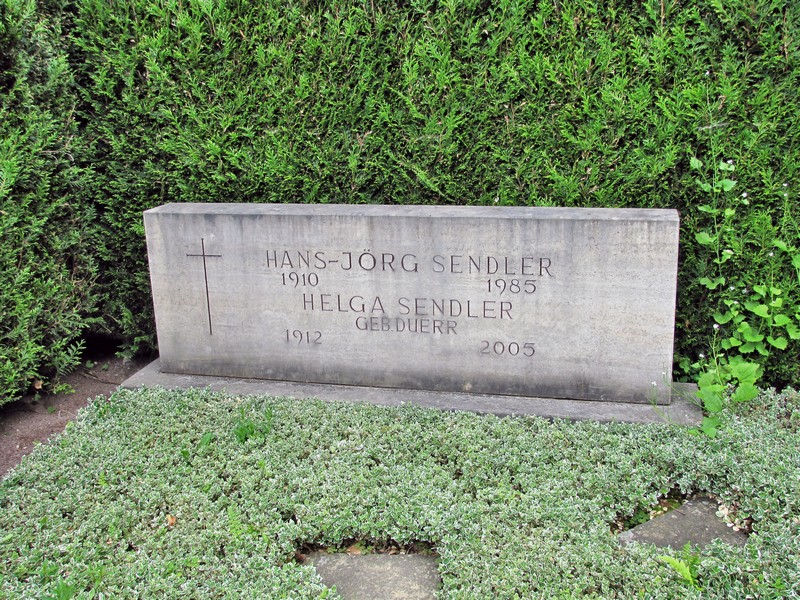 HANS-JÖRG SENDLER
1910 1985
HELGA SENDLER
GEB.DUERR
1912 2005